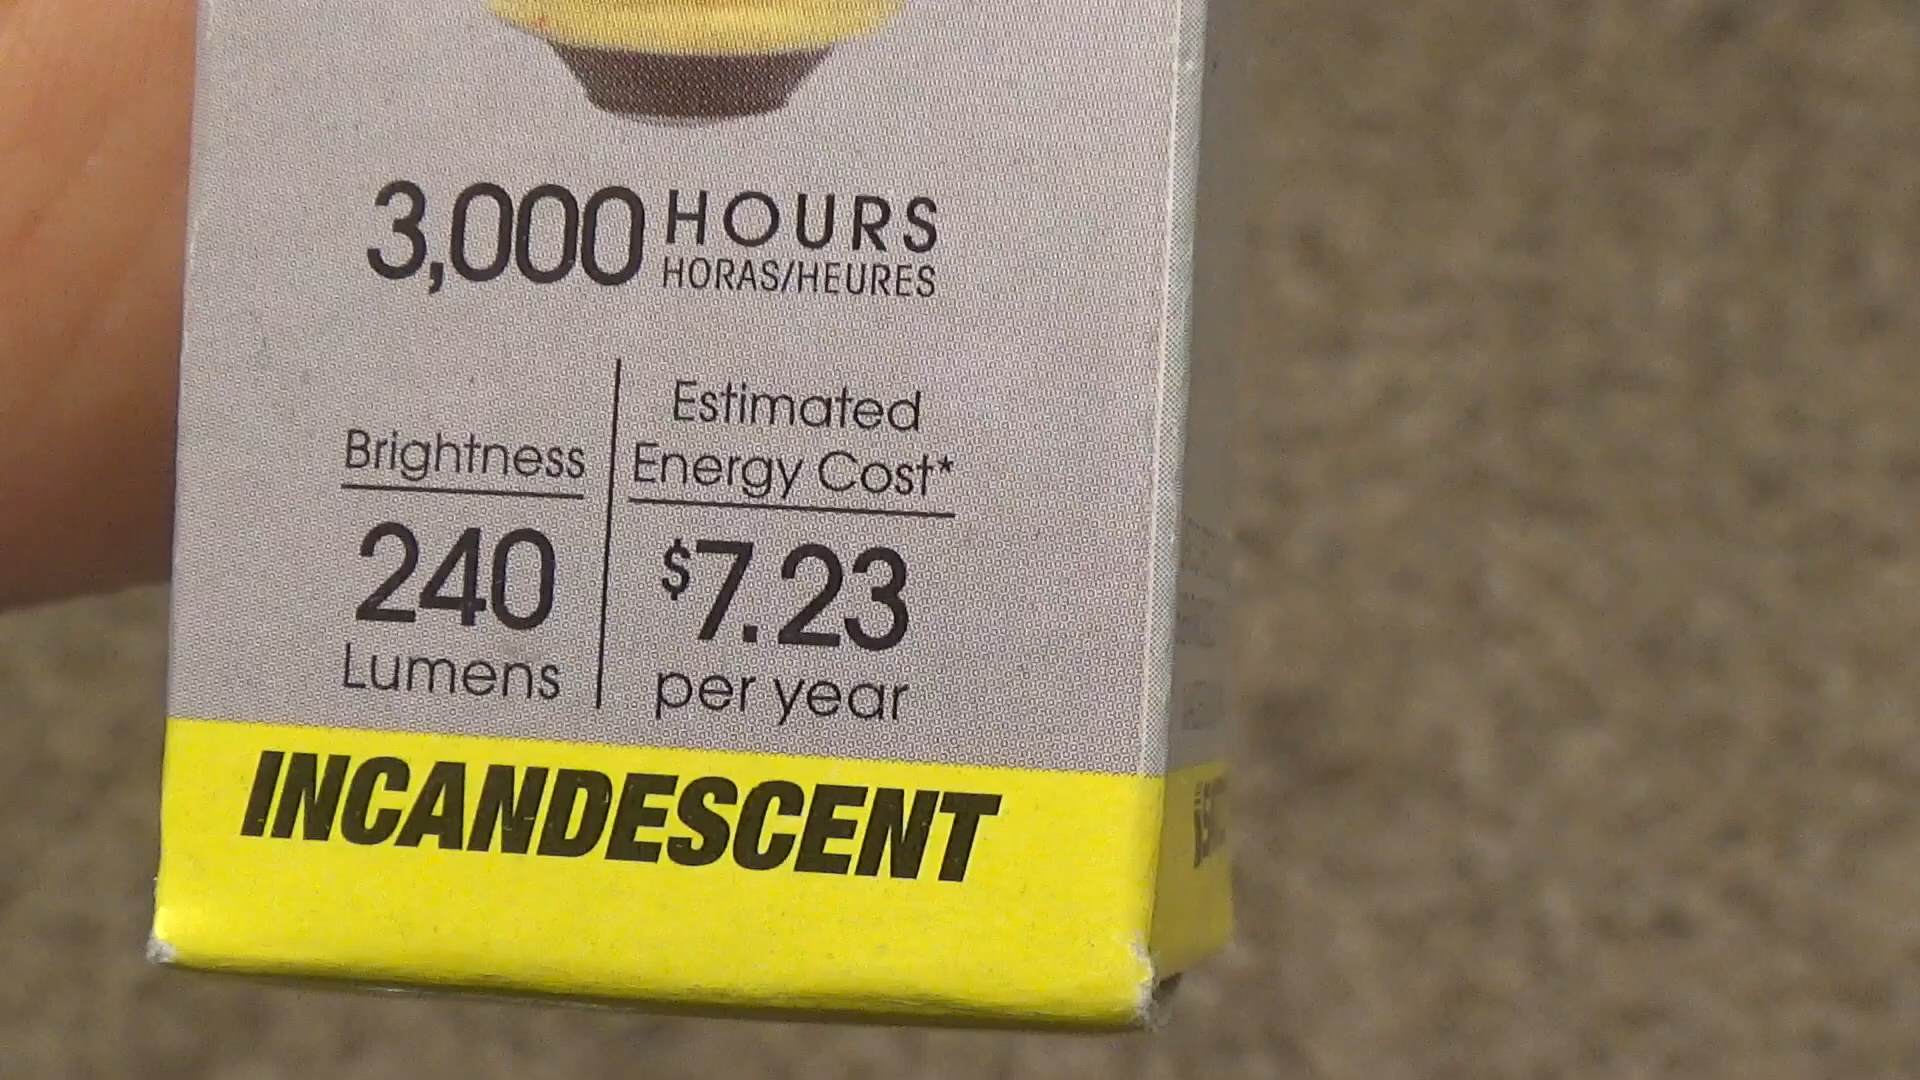 3,000 HOURS
HORAS/HEURES
Brightness
240
Lumens
Estimated
Energy Cost*
$7.23
per year
INCANDESCENT